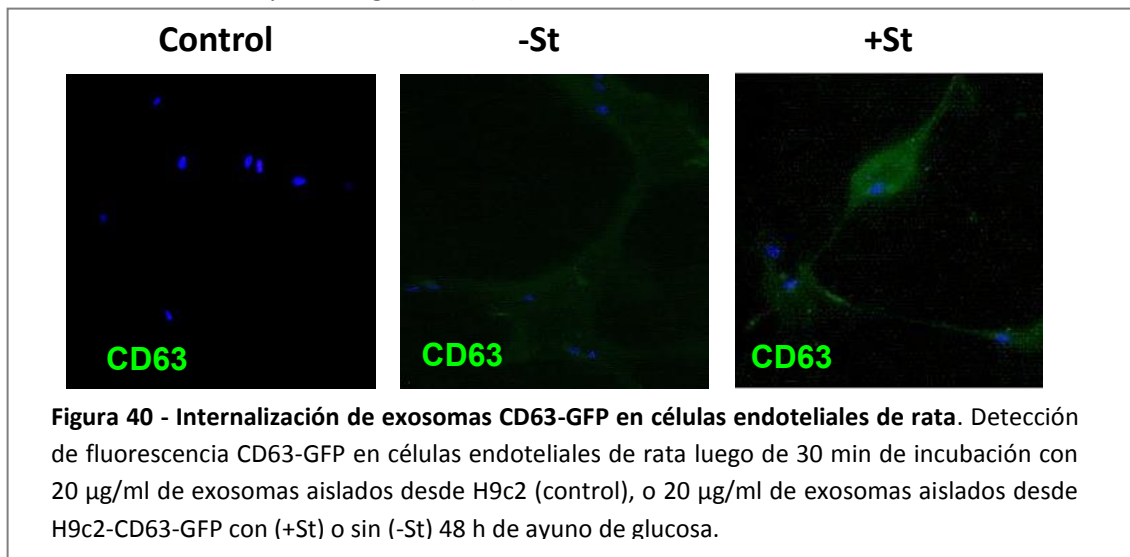 Control
-St
+St
CD63
CD63
CD63
Figura 40 - Internalización de exosomas CD63-GFP en células endoteliales de rata. Detección
de fluorescencia CD63-GFP en células endoteliales de rata luego de 30 min de incubación con
20 µg/ml de exosomas aislados desde H9c2 (control), o 20 µg/ml de exosomas aislados desde
H9c2-CD63-GFP con (+St) o sin (-St) 48 h de ayuno de glucosa.